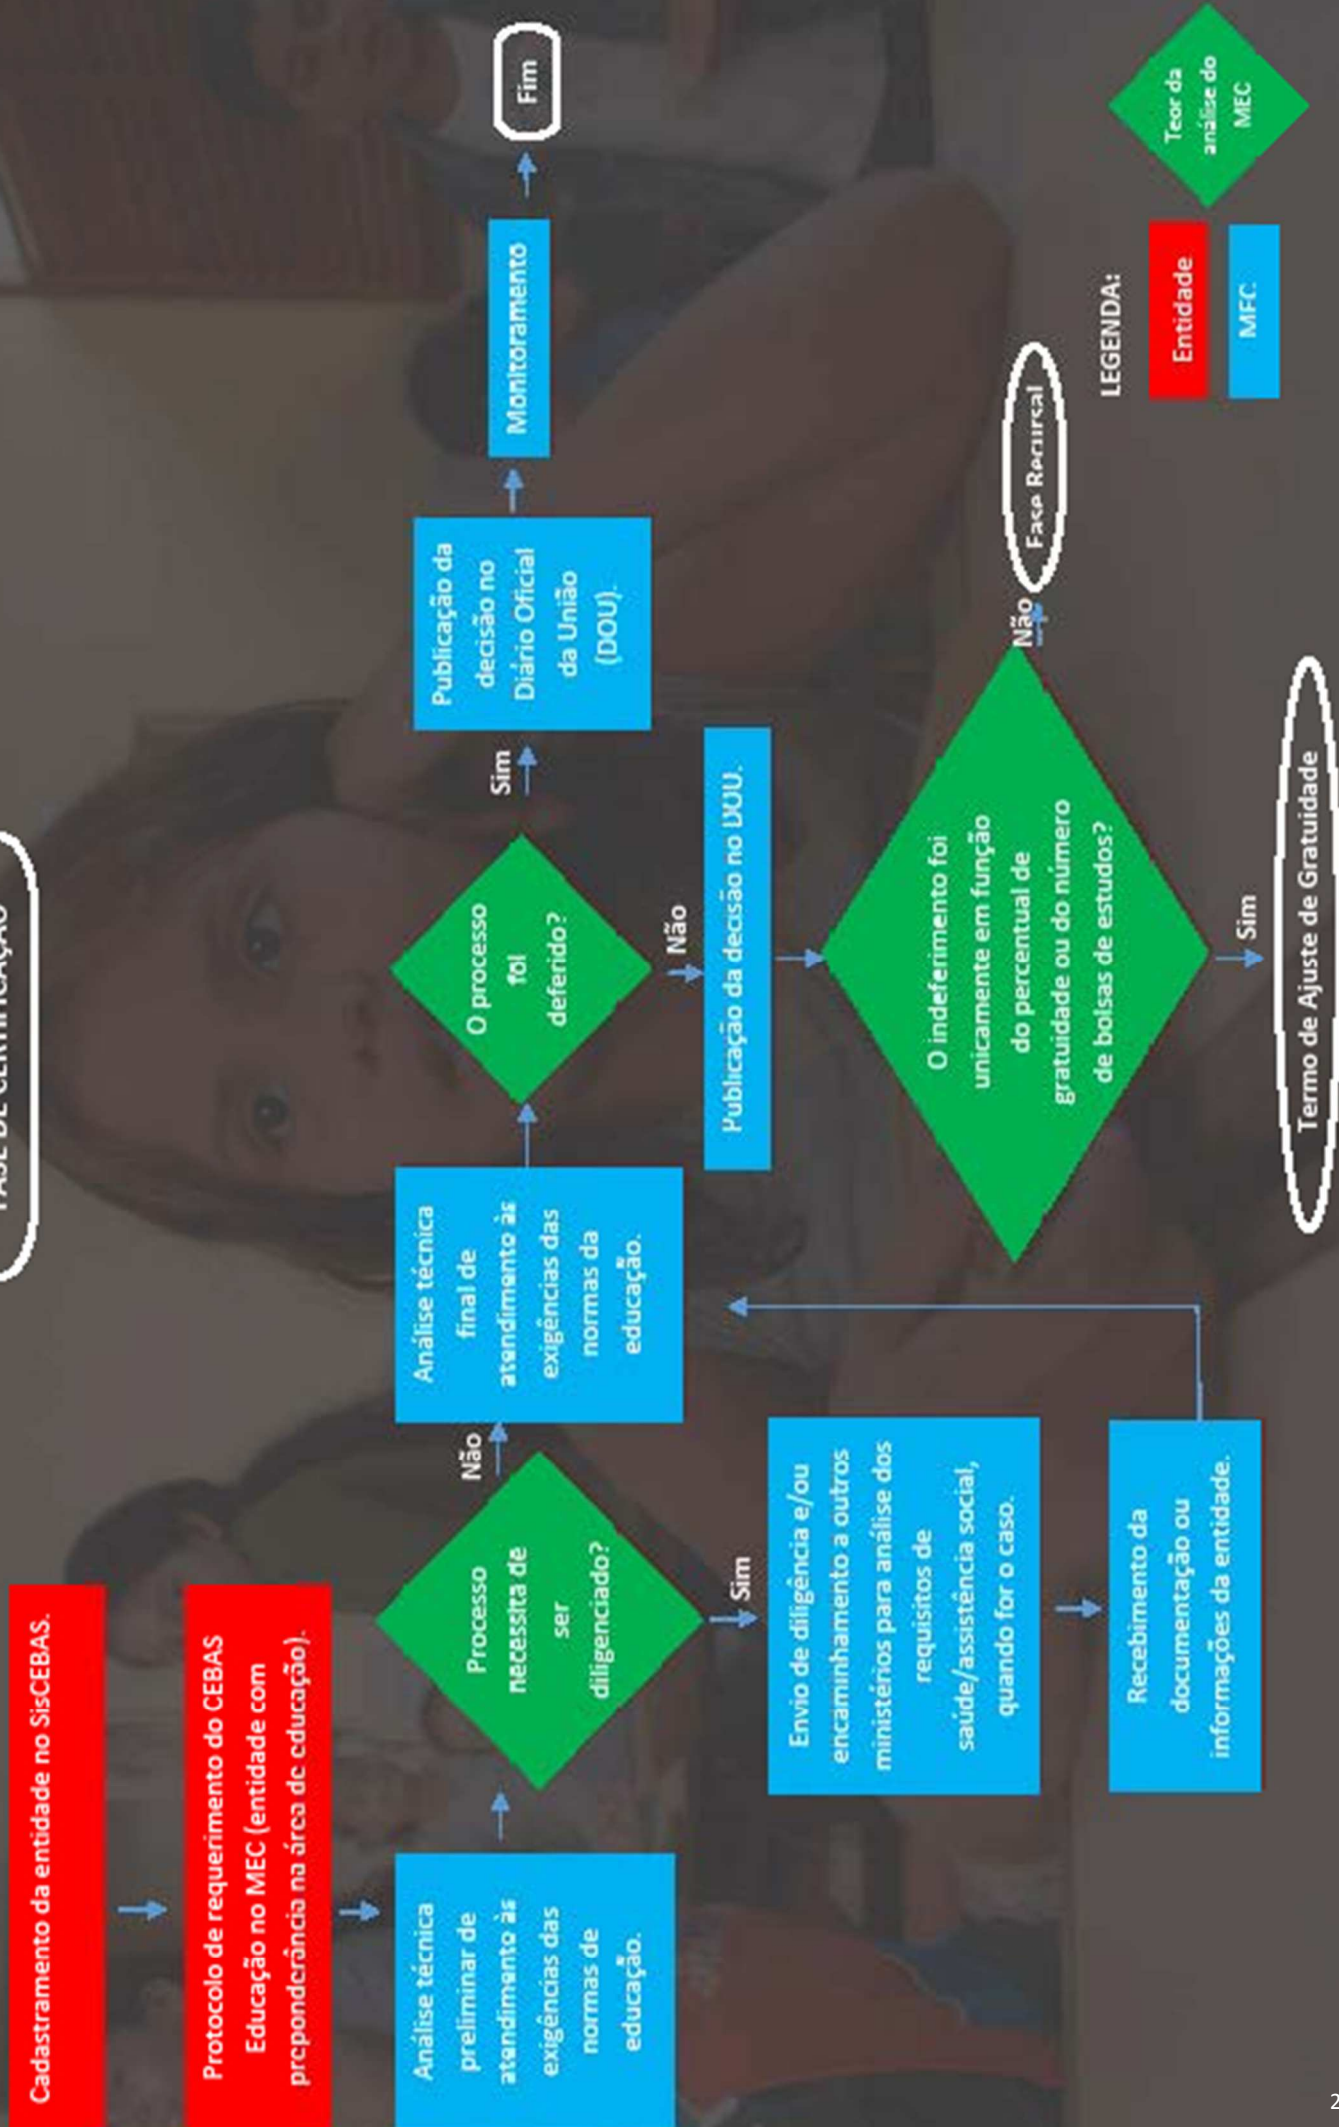 FASE DE CERTIFICAÇÃO
Cadastramento da entidade no SisCEBAS.
Protocolo de requerimento do CEBAS
Educação no MEC (entidade com
preponderância na área de educação).
Análise técnica
preliminar de
atendimento às
exigências das
normas de
educação.
Processo
necessita de
ser
diligenciado?
Não
Sim
Envio de diligência e/ou
encaminhamento a outros
ministérios para análise dos
requisitos de
saúde/assistência social,
quando for o caso.
Recebimento da
documentação ou
informações da entidade.
Análise técnica
final de
atendimento às
exigências das
normas da
educação.
O processo
foi
deferido?
Sim
Publicação da
decisão no
Diário Oficial
da União
(DOU).
Monitoramento
Fim
Não
Publicação da decisão no DOU.
O indeferimento foi
unicamente em função
do percentual de
gratuidade ou do número
de bolsas de estudos?
Não
Fase Recursal
Sim
Termo de Ajuste de Gratuidade
LEGENDA:
Entidade
MEC
Teor da
análise do
MEC
2